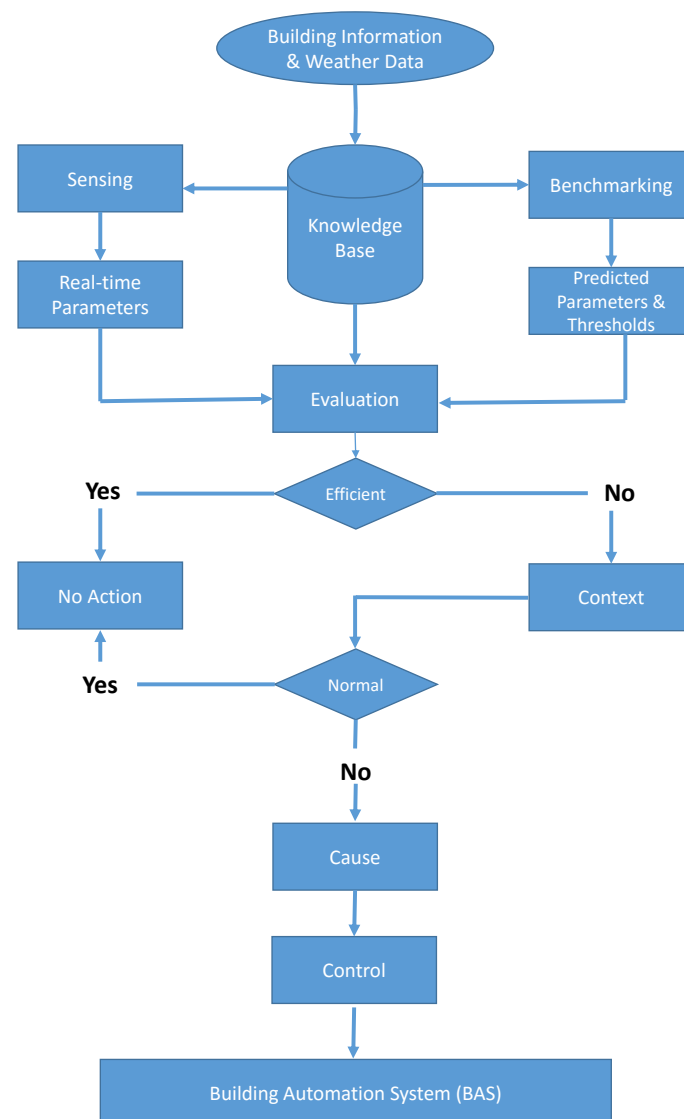 Building Information
& Weather Data
Sensing
Knowledge
Base
Benchmarking
Real-time
Parameters
Predicted
Parameters &
Thresholds
Evaluation
Yes
Efficient
No
No Action
Context
Yes
Normal
No
Cause
Control
Building Automation System (BAS)